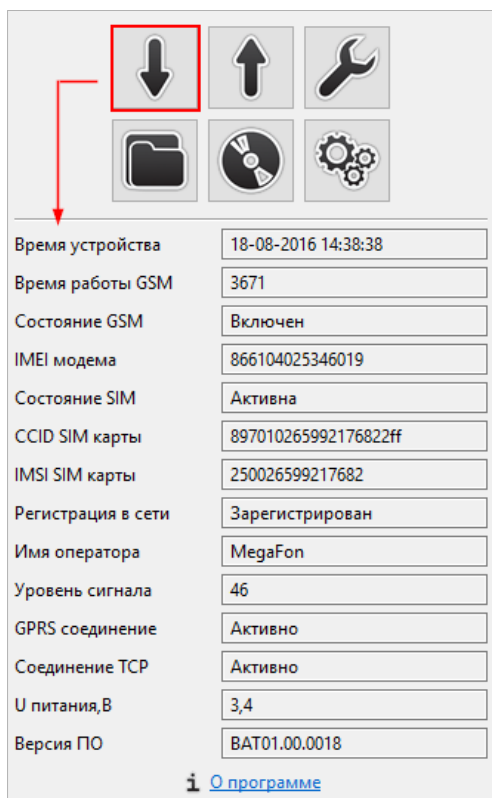 Время устройства 18-08-2016 14:38:38
Время работы GSM 3671
Состояние GSM Включен
IMEI модема 866104025346019
Состояние SIM Активна
CCID SIM карты 897010265992176822ff
IMSI SIM карты 250026599217682
Регистрация в сети Зарегистрирован
Имя оператора MegaFon
Уровень сигнала 46
GPRS соединение Активно
Соединение TCP Активно
U питания,В 3,4
Версия ПО BAT01.00.0018
i О программе